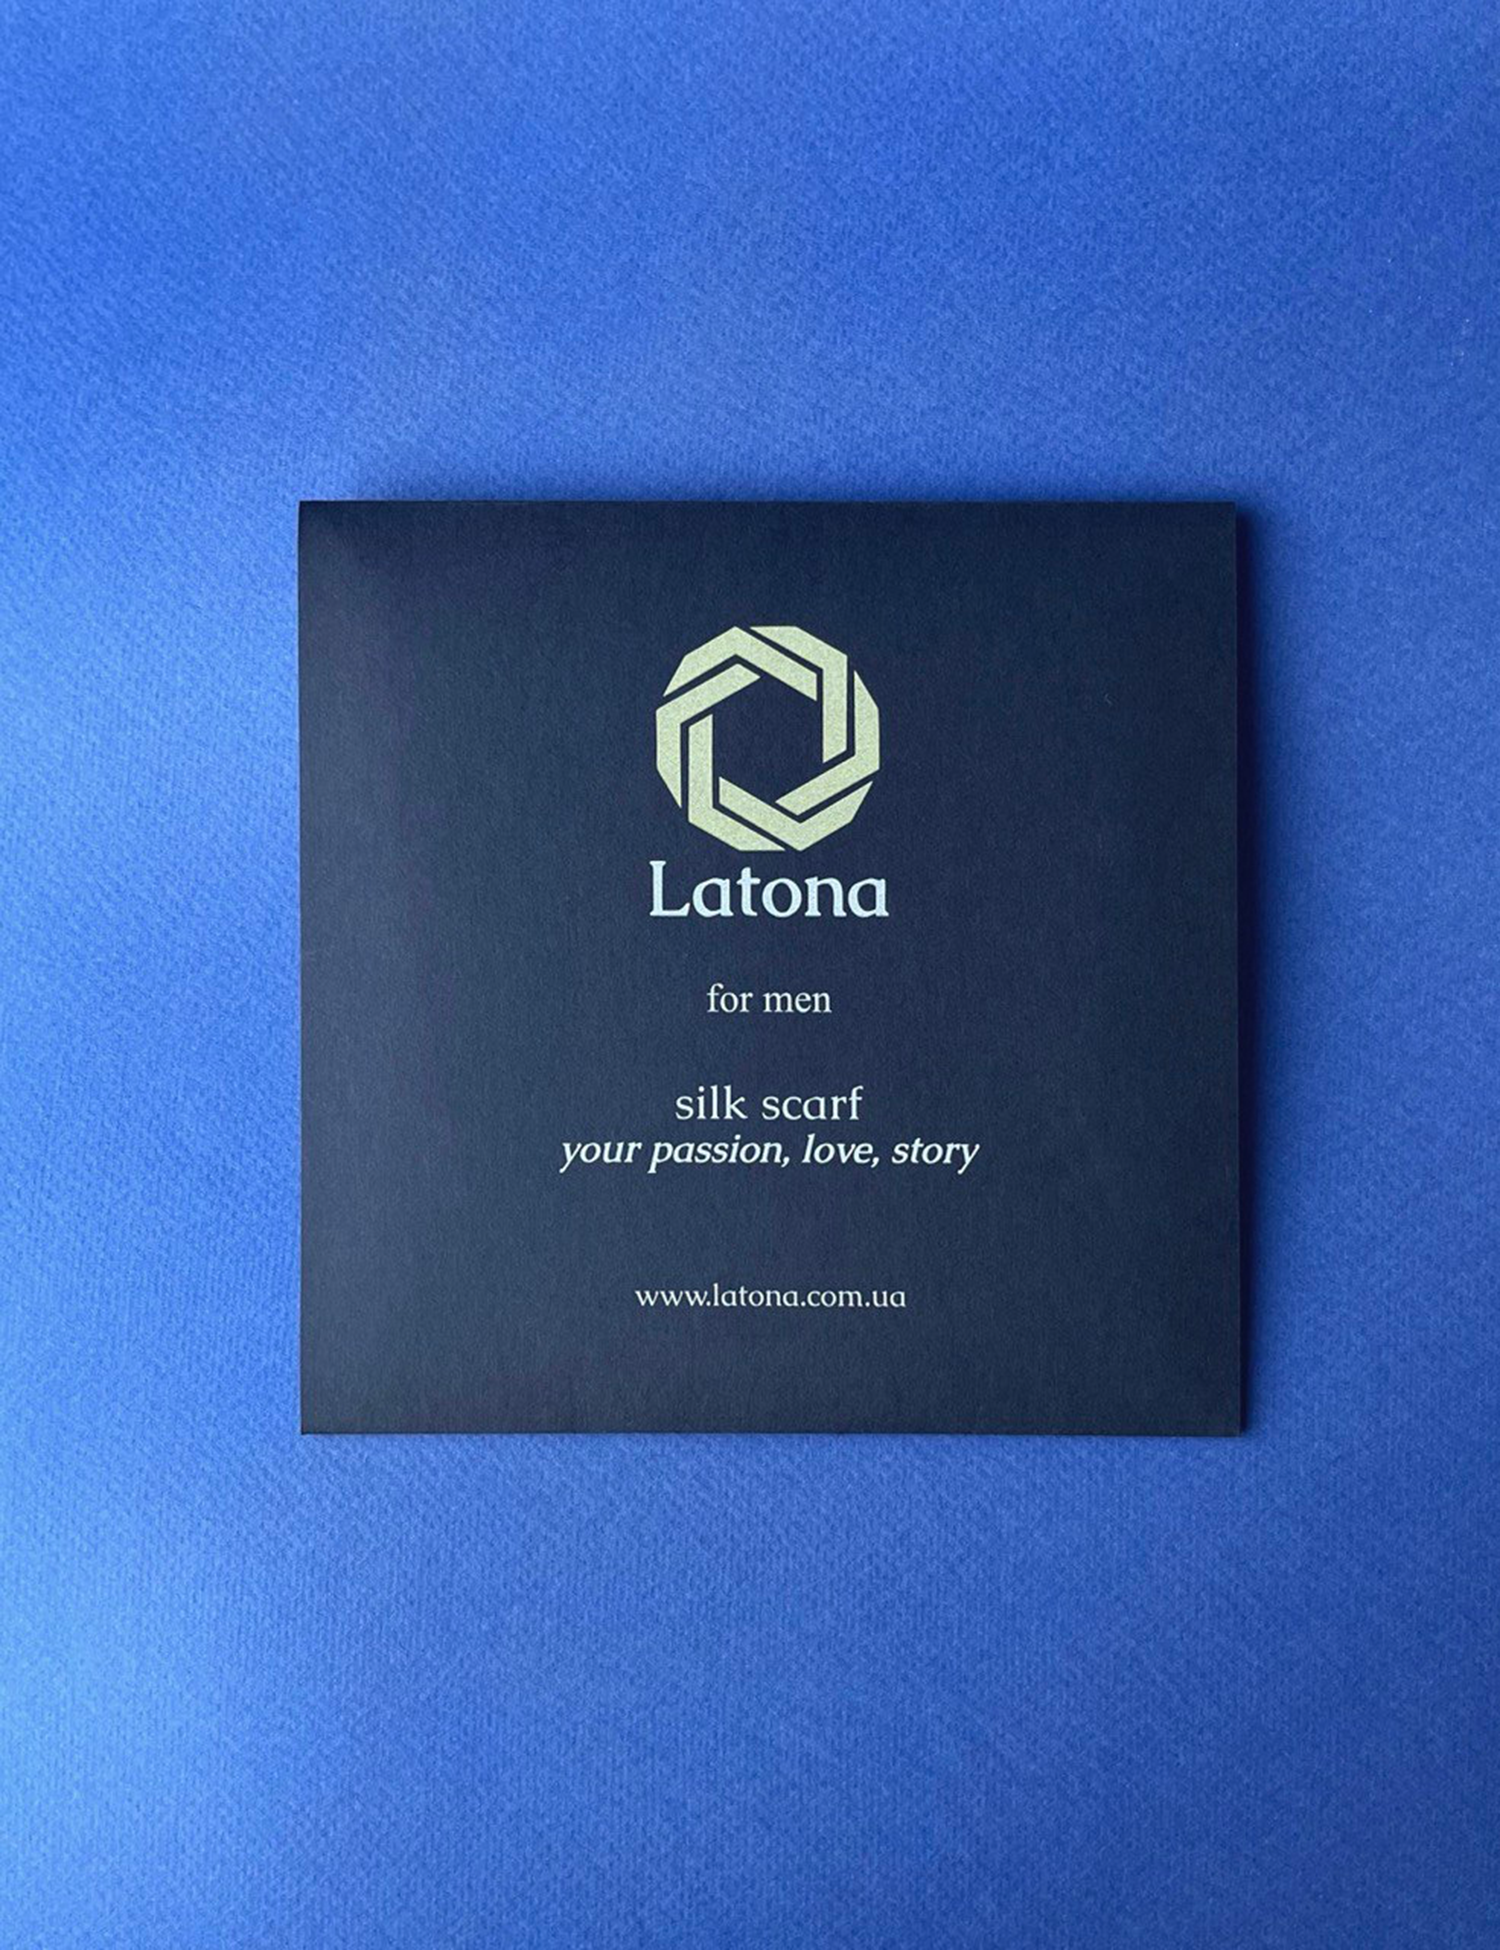 Latona
for men
silk scarf
your passion, love, story
www.latona.com.ua